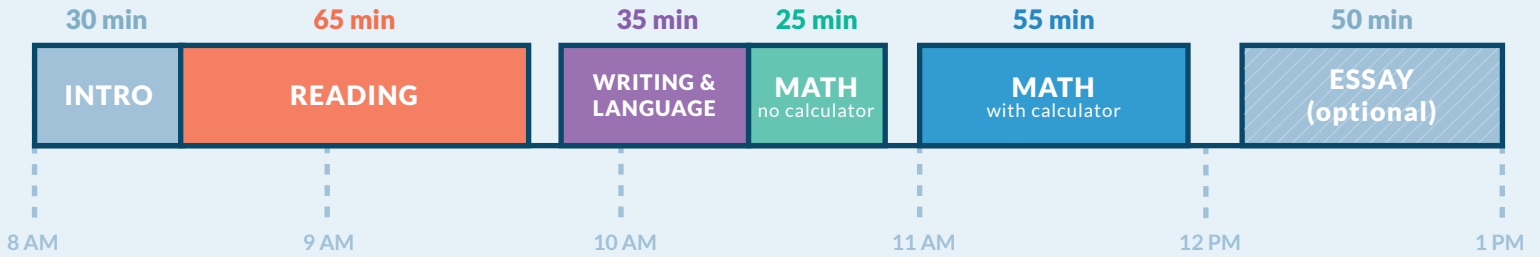 30 min
65 min
35 min
25 min
55 min
50 min
INTRO
READING
WRITING &
LANGUAGE
MATH
no calculator
MATH
with calculator
ESSAY
(optional)
8 AM
9 AM
10 AM
11 AM
12 PM
1 PM